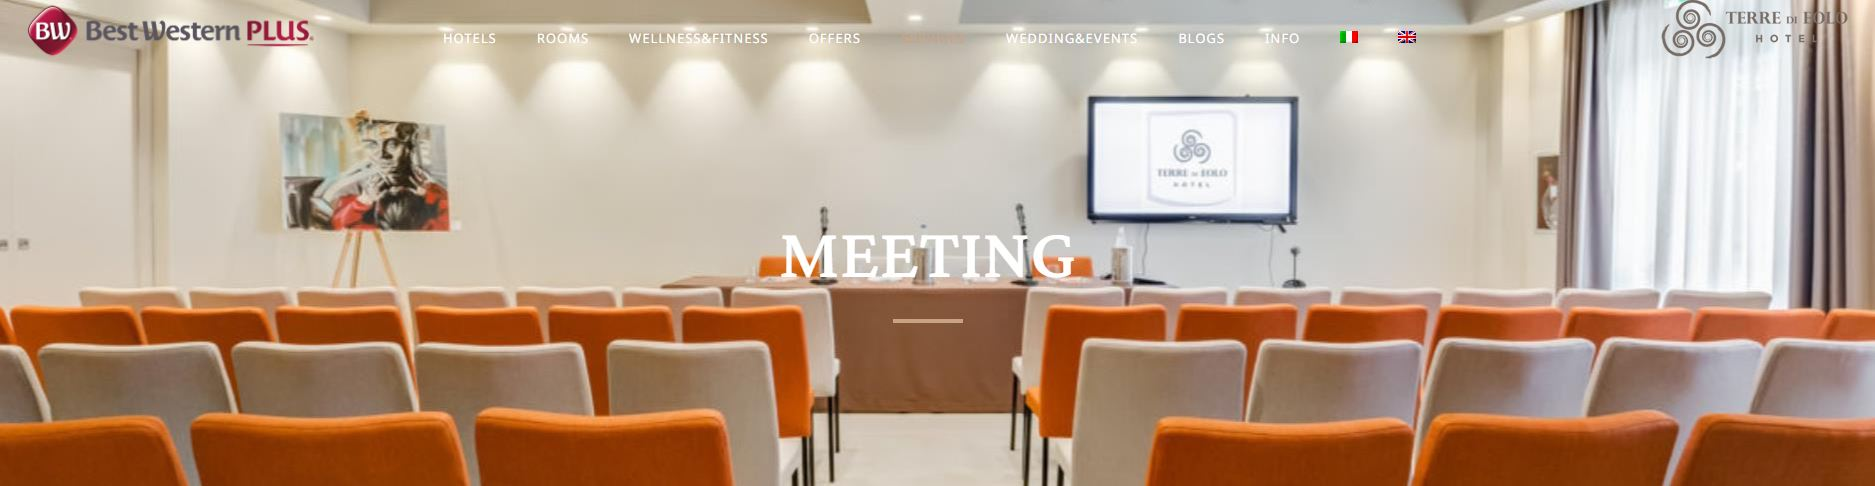 BW Best Western PLUS
HOTELS ROOMS WELLNESS&FITNESS OFFERS SERVICES WEDDING&EVENTS BLOGS INFO
TERRE DI EOLO
HOTEL
TERRE DI EOLO
HOTEL
MEETING